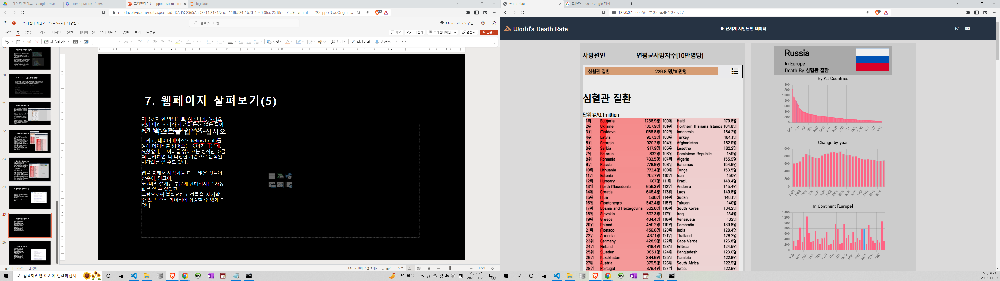 빅데이터_판다스 - Google Drive
Home | Microsoft 365
프레젠테이션 2.pptx - Microsoft
bigdata/
onedrive.live.com/edit.aspx?resid=DAB5C2965ABD2714!2124&cid=11f8df24-1b73-4026-9fcc-2518dde78a93&ithint=file%2cpptx&wdOrigin=...
프레젠테이션 2 - OneDrive에 저장됨
검색(Alt + Q)
Microsoft 365 구입
파일 홈 삽입 그리기 디자인 전환 애니메이션 슬라이드 쇼 검토 보기 도움말
메모 따라잡기 프레젠테이션 편집 공유
새 슬라이드 28 가 가 가 가 가 도형 찾기 디자이너 받아쓰기
19
20
21
22
23
24
25
26
7. 웹페이지 살펴보기(5)
지금까지 한 방법들로, 여러나라, 여러요
인에 대한 시각화 자료를 통해, 많은 특이
점과, 많은 통찰을 얻을 수 있다.
텍스트를 입력하십시오
그리고, 데이터베이스의 Refined_data를
통해 데이터를 읽어오는 것이기 때문에,
요청할때, 데이터를 읽어오는 방식만 조금
씩 달리하면, 더 다양한 기준으로 분석된
시각화를 할 수도 있다.
웹을 통해서 시각화를 하니, 많은 것들이
함수화, 링크화,
또 (미리 설계한 부분에 한해서지만) 자동
화를 할 수 있었고,
그럼으로써 불필요한 과정들을 제거할
수 있고, 오직 데이터에 집중할 수 있게 되
었다.
슬라이드 25/26 한국어
Microsoft에 의견 보내기 슬라이드 노트 122%
검색하려면 여기에 입력하십시
11°C 맑음
오후 6:21
2022-11-23
world_data
르완다 1995 - Google 검색
127.0.0.1:8000/#하부%20호흡기%20감염
World's Death Rate
전세계 사망원인 데이터
사망원인 연평균사망자수[10만명당]
심혈관 질환 229.8 명/10만명
심혈관 질환
단위:#/0.1million
1위 Bulgaria 1238.9명 100위 Haiti 170.8명
2위 Ukraine 1057.9명 101위 Northern Mariana Islands 164.8명
3위 Moldova 958.8명 102위 Indonesia 164.2명
4위 Latvia 957.3명 103위 Turkey 164.1명
5위 Georgia 920.2명 104위 Afghanistan 162.9명
6위 Serbia 917.9명 105위 Lesotho 162.2명
7위 Belarus 832명 106위 Dominican Republic 159명
8위 Romania 783.5명 107위 Algeria 155.9명
9위 Russia 778.9명 108위 Bahamas 154.6명
10위 Lithuania 772.4명 109위 Tonga 153.5명
11위 Estonia 702.7명 110위 Iran 150명
12위 Hungary 667명 111위 Brazil 148.4명
13위 North Macedonia 656.3명 112위 Andorra 145.4명
14위 Croatia 646.4명 113위 Laos 140.8명
15위 Niue 566명 114위 Sudan 140.1명
16위 Montenegro 542.4명 115위 Taiwan 140명
17위 Bosnia and Herzegovina 502.6명 116위 South Korea 134.2명
18위 Slovakia 502.3명 117위 Iraq 134명
19위 Greece 464.4명 118위 Venezuela 132명
20위 Poland 459.2명 119위 Cambodia 130.8명
21위 Monaco 456.6명 120위 India 128.4명
22위 Armenia 437.1명 121위 Thailand 128.2명
23위 Germany 428.9명 122위 Cape Verde 126.8명
24위 Finland 419.4명 123위 Eritrea 124.5명
25위 Sweden 385.1명 124위 Bangladesh 123.6명
26위 Kazakhstan 384.6명 125위 Namibia 122.9명
27위 Austria 379.5명 126위 South Africa 122.9명
28위 Portugal 376.4명 127위 Israel 122.6명
Russia
In Europe
Death By 심혈관 질환
By All Countries
1,400
1,200
1,000
800
600
400
200
0
BGR NIU ITA BEL KGZ GRD SYR SUR LAO ISR COL COG BLZ TZA ARE
Change by year
1,000
800
600
400
200
0
1990 1992 1994 1996 1998 2000 2002 2004 2006 2008 2010 2012 2014 2016 2018
In Continent [Europe]
1,400
1,200
1,000
800
600
400
200
0
ALB BLR BGR DNK FRA HUN ITA LUX MCO MKD PRT SMR SVN CHE
오후 6:21
2022-11-23